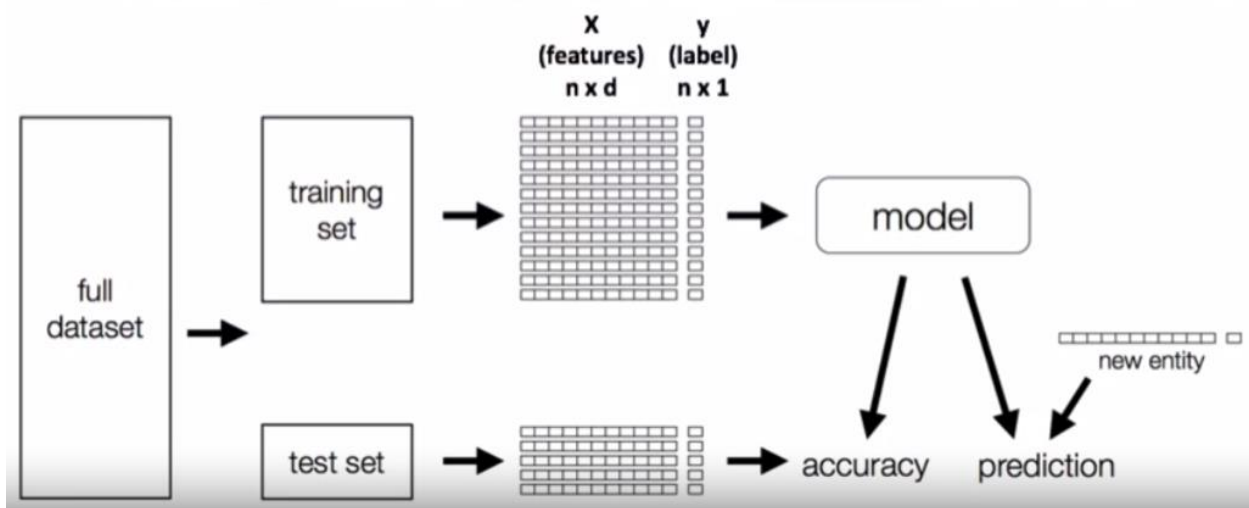 X
(features)
n x d
y
(label)
n x 1
full
dataset
training
set
model
new entity
test set
accuracy
prediction